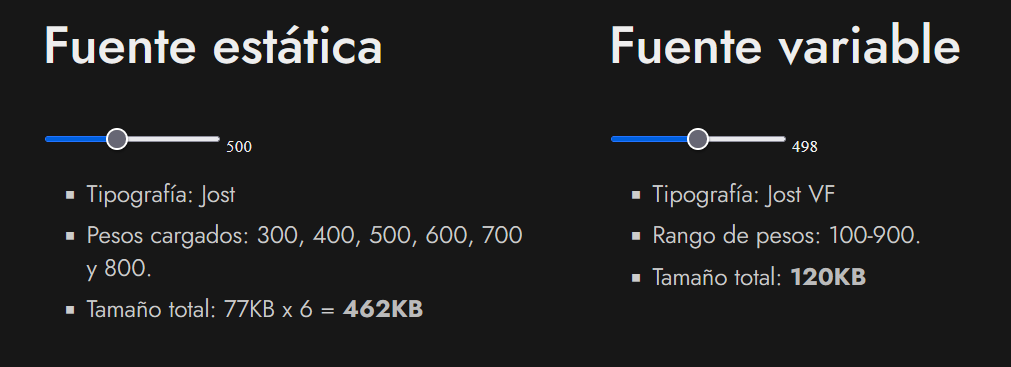 Fuente estática
500
▪ Tipografía: Jost
▪ Pesos cargados: 300, 400, 500, 600, 700
y 800.
▪ Tamaño total: 77KB x 6 = 462KB
Fuente variable
498
▪ Tipografía: Jost VF
▪ Rango de pesos: 100-900.
▪ Tamaño total: 120KB